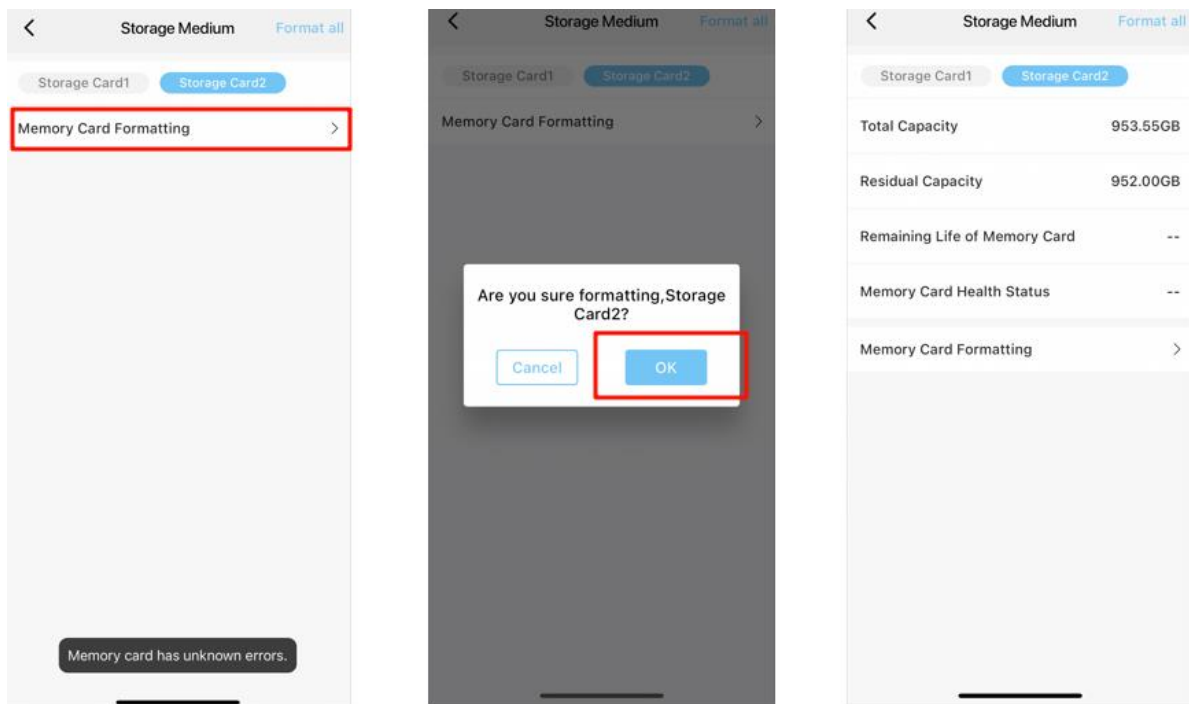 Storage Medium Format all
Storage Card1 Storage Card2
Memory Card Formatting
Memory card has unknown errors.
Storage Medium Format all
Storage Card1 Storage Card2
Memory Card Formatting
Are you sure formatting,Storage
Card2?
Cancel OK
Storage Medium Format all
Storage Card1 Storage Card2
Total Capacity 953.55GB
Residual Capacity 952.00GB
Remaining Life of Memory Card --
Memory Card Health Status --
Memory Card Formatting